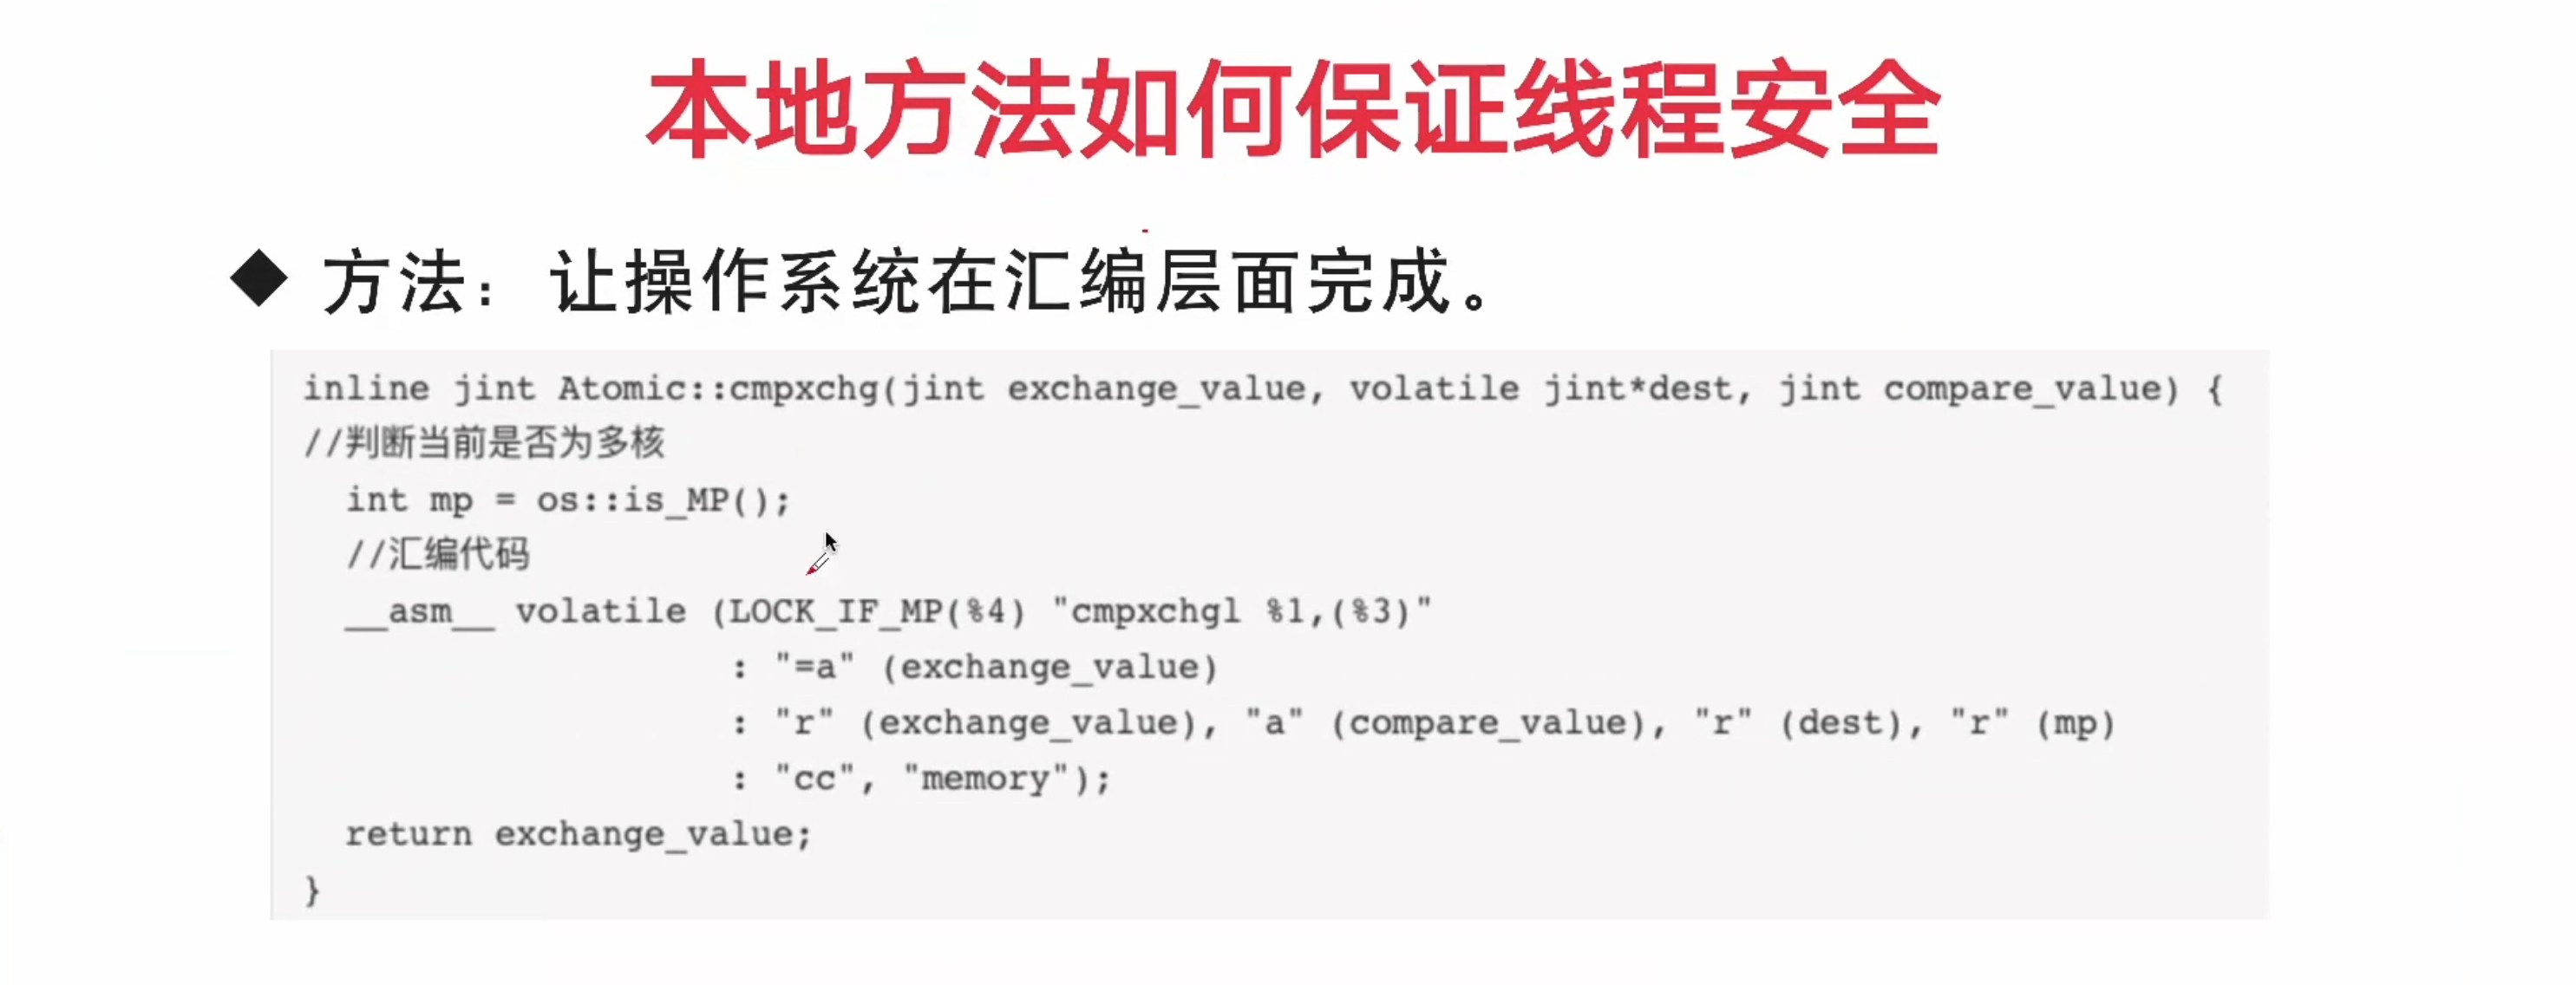 本地方法如何保证线程安全
◆ 方法： 让操作系统在汇编层面完成。
inline jint Atomic::cmpxchg(jint exchange_value, volatile jint*dest, jint compare_value) {
//判断当前是否为多核
  int mp = os::is_MP();
  //汇编代码
  __asm__ volatile (LOCK_IF_MP(%4) "cmpxchgl %1,(%3)"
                    : "=a" (exchange_value)
                    : "r" (exchange_value), "a" (compare_value), "r" (dest), "r" (mp)
                    : "cc", "memory");
  return exchange_value;
}